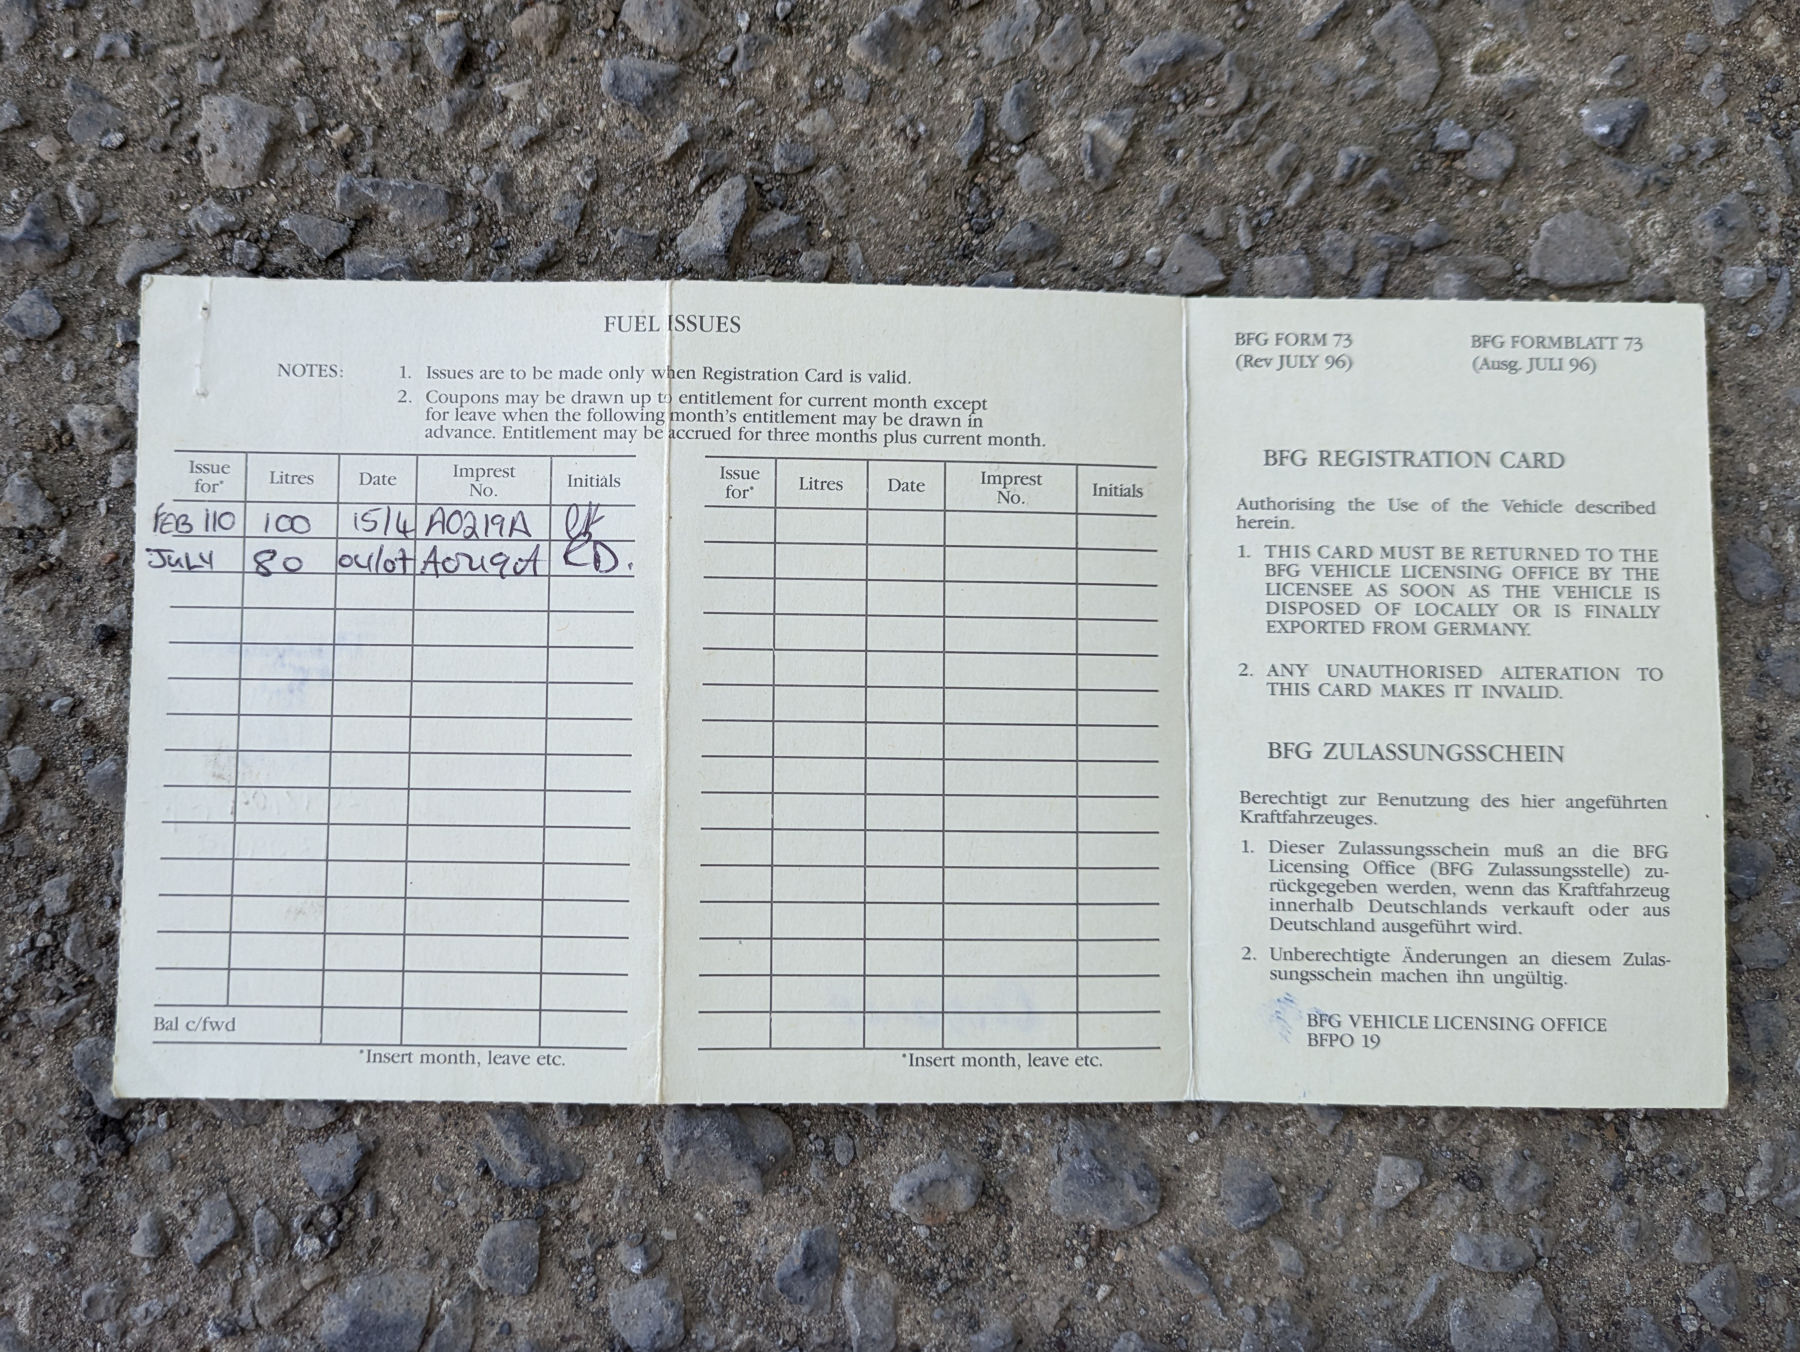 FUEL ISSUES
NOTES: 1. Issues are to be made only when Registration Card is valid.
2. Coupons may be drawn up to entitlement for current month except
for leave when the following month's entitlement may be drawn in
advance. Entitlement may be accrued for three months plus current month.
Issue for* Litres Date Imprest No. Initials
FEB 110 100 15/4 A0219A
JULY 80 04/07 A0219A
Bal c/fwd
*Insert month, leave etc.
Issue for* Litres Date Imprest No. Initials
*Insert month, leave etc.
BFG FORM 73 BFG FORMBLATT 73
(Rev JULY 96) (Ausg. JULI 96)
BFG REGISTRATION CARD
Authorising the Use of the Vehicle described
herein.
1. THIS CARD MUST BE RETURNED TO THE
BFG VEHICLE LICENSING OFFICE BY THE
LICENSEE AS SOON AS THE VEHICLE IS
DISPOSED OF LOCALLY OR IS FINALLY
EXPORTED FROM GERMANY.
2. ANY UNAUTHORISED ALTERATION TO
THIS CARD MAKES IT INVALID.
BFG ZULASSUNGSSCHEIN
Berechtigt zur Benutzung des hier angeführten
Kraftfahrzeuges.
1. Dieser Zulassungsschein muß an die BFG
Licensing Office (BFG Zulassungsstelle) zu-
rückgegeben werden, wenn das Kraftfahrzeug
innerhalb Deutschlands verkauft oder aus
Deutschland ausgeführt wird.
2. Unberechtigte Änderungen an diesem Zulas-
sungsschein machen ihn ungültig.
BFG VEHICLE LICENSING OFFICE
BFPO 19